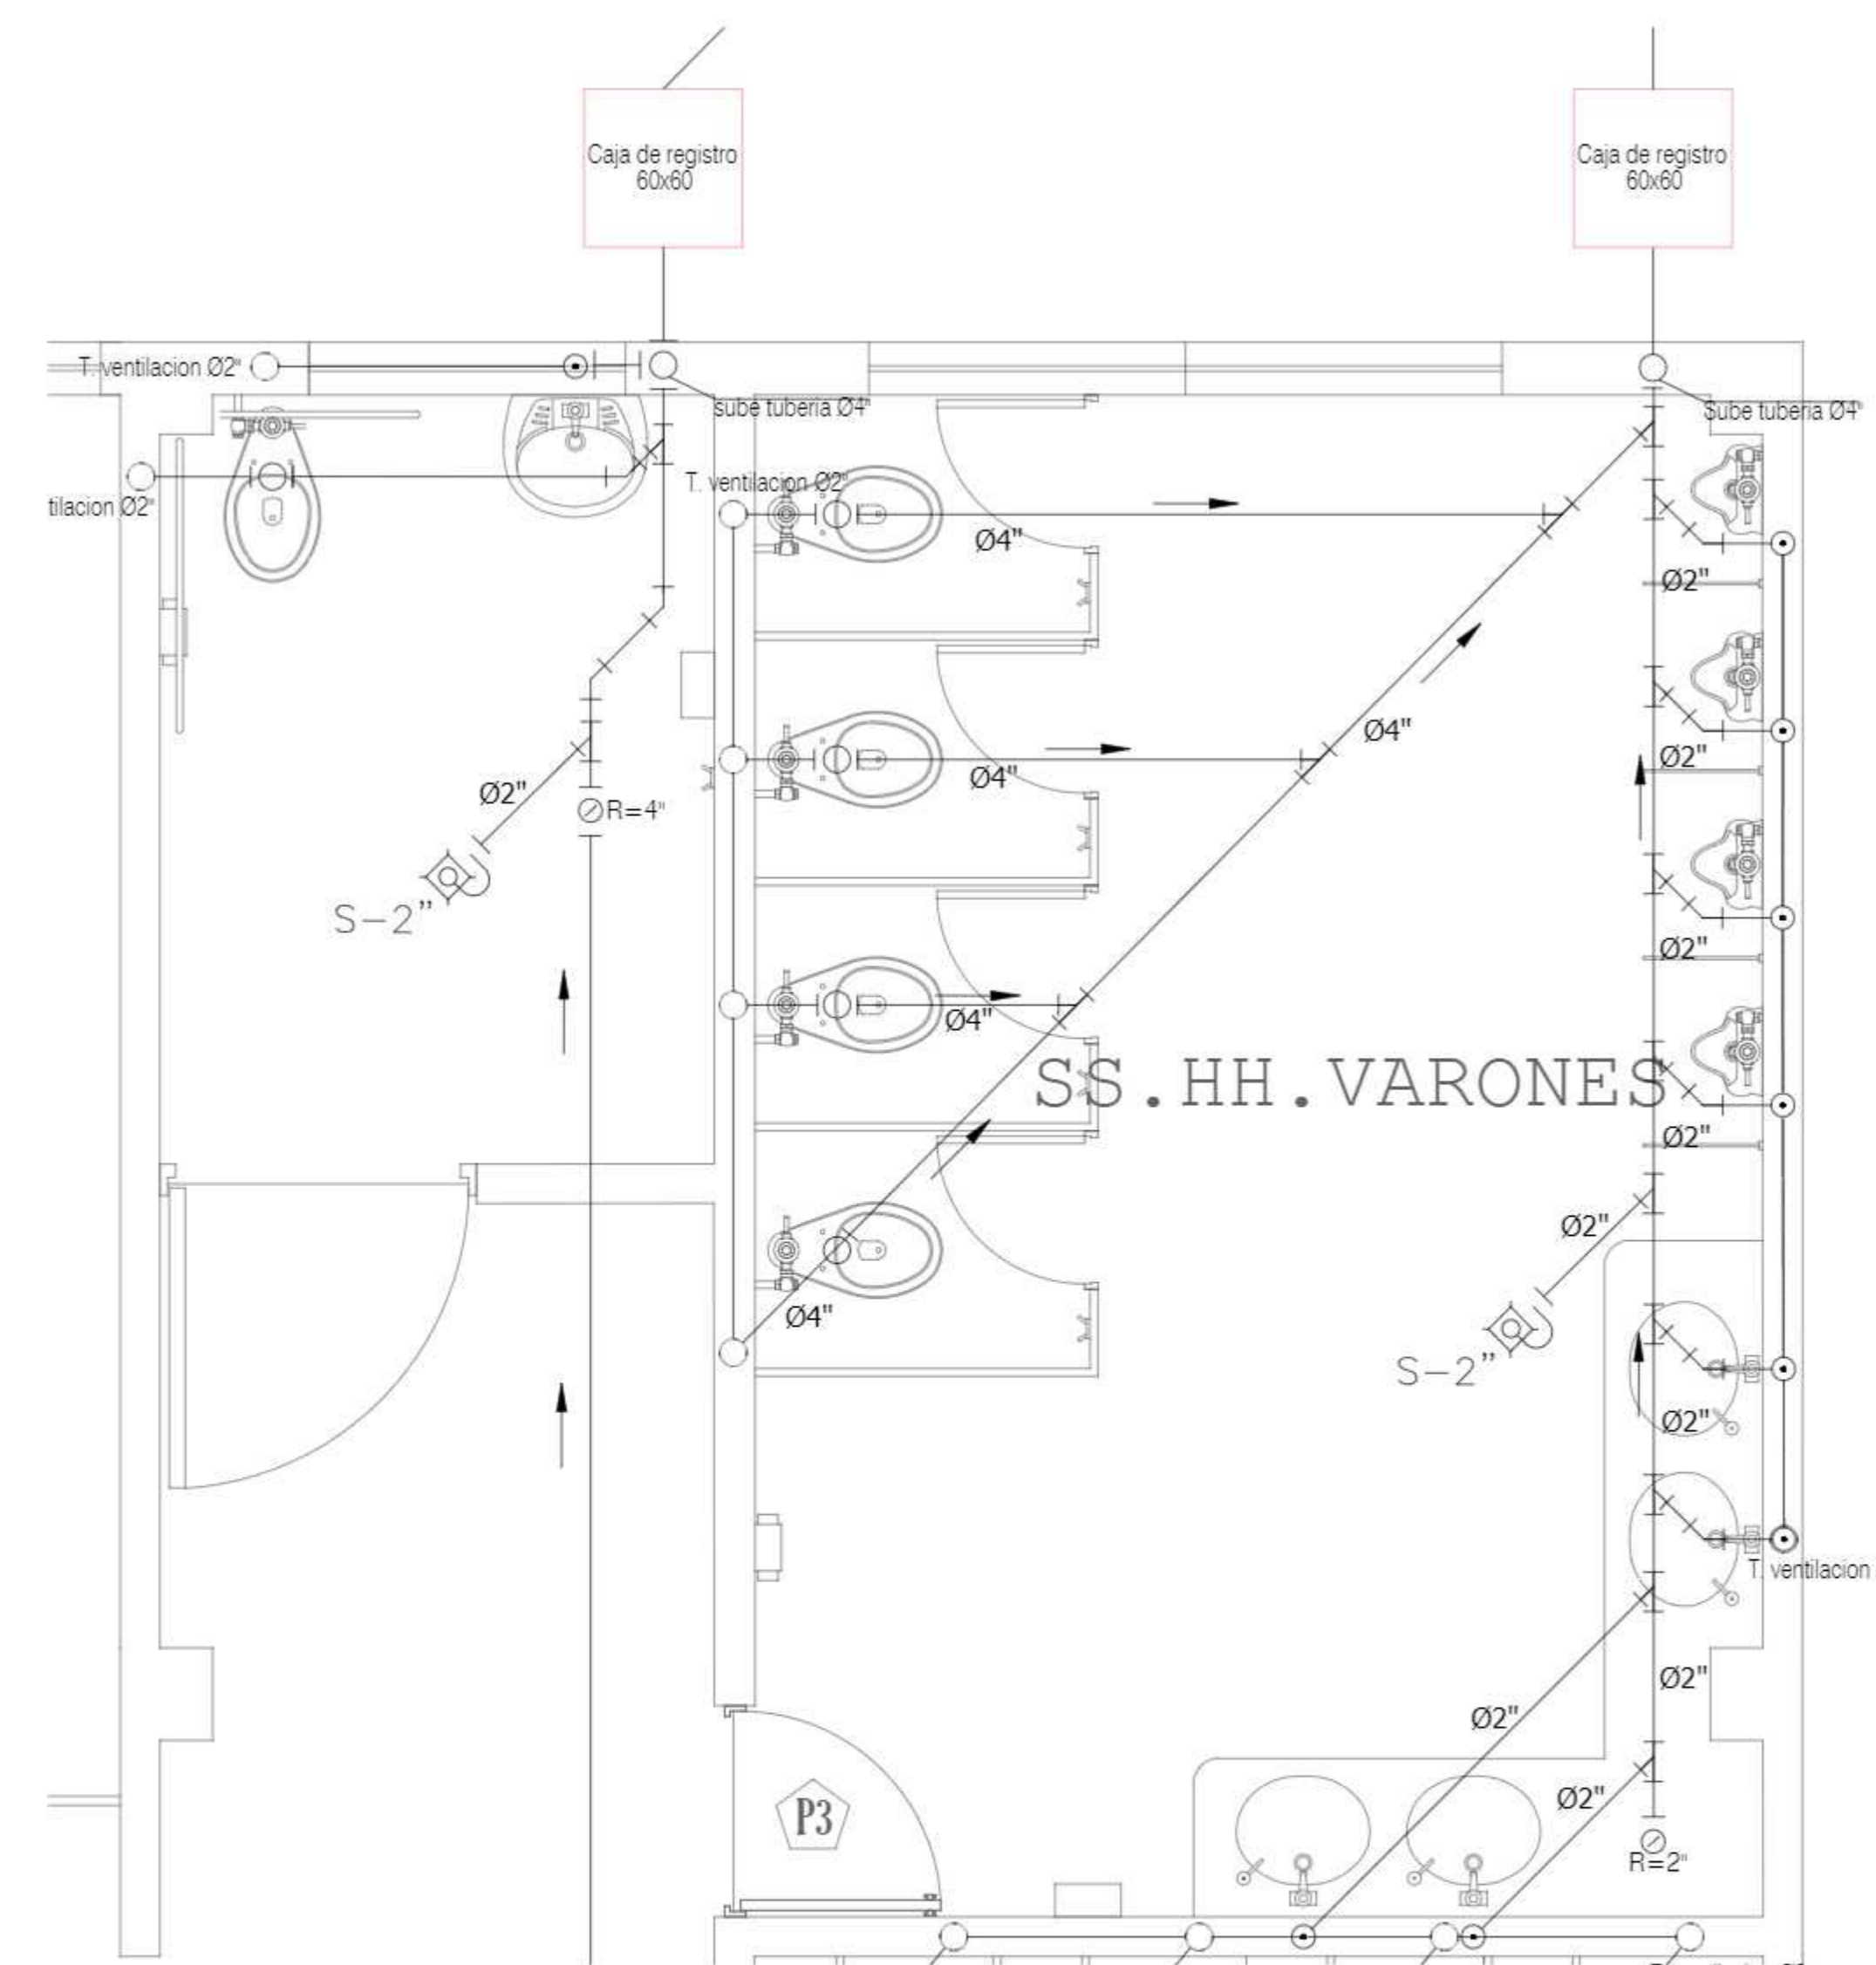 Caja de registro
60x60
Caja de registro
60x60
T. ventilacion Ø2"
sube tuberia Ø4"
Sube tuberia Ø4"
tilacion Ø2"
T. ventilacion Ø2"
Ø4"
Ø2"
Ø4"
Ø4"
Ø2"
Ø2"
R=4"
S-2"
Ø2"
Ø4"
SS.HH.VARONES
Ø2"
Ø2"
Ø4"
S-2"
Ø2"
T. ventilacion
Ø2"
Ø2"
Ø2"
P3
R=2"